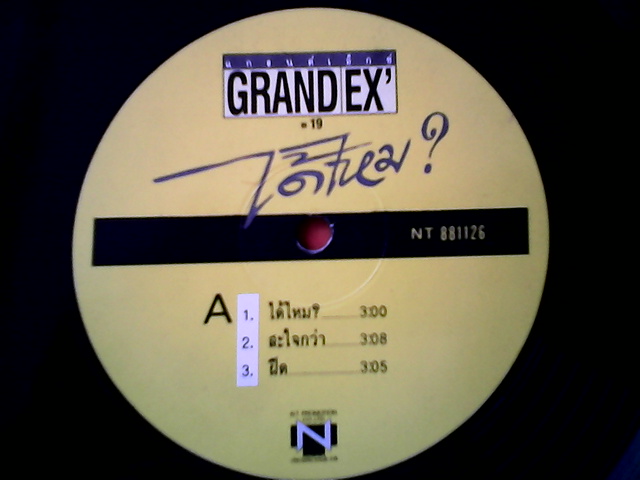 แกรนด์เอ็กซ์
GRAND EX'
= 19
ได้ไหม?
NT 881126
A
1. ได้ไหม? 3:00
2. สะใจกว่า 3:08
3. ฝืด 3:05
N